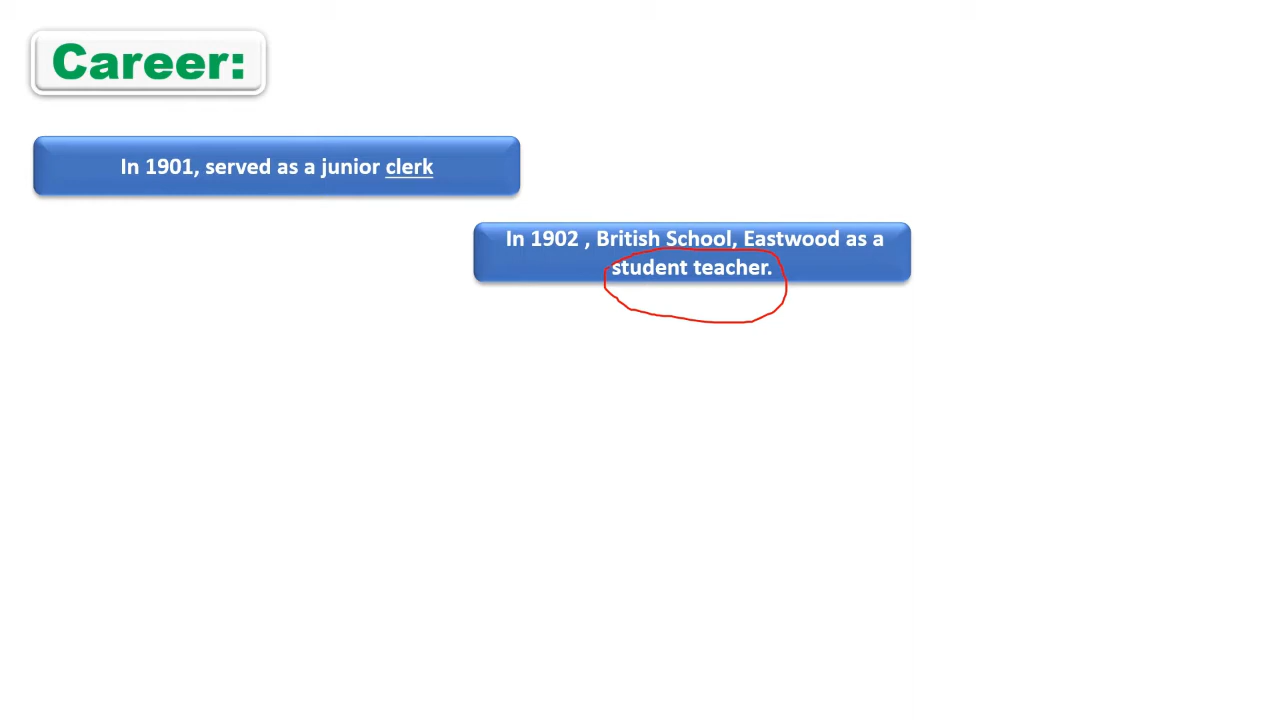 Career:
In 1901, served as a junior clerk
In 1902 , British School, Eastwood as a
student teacher.